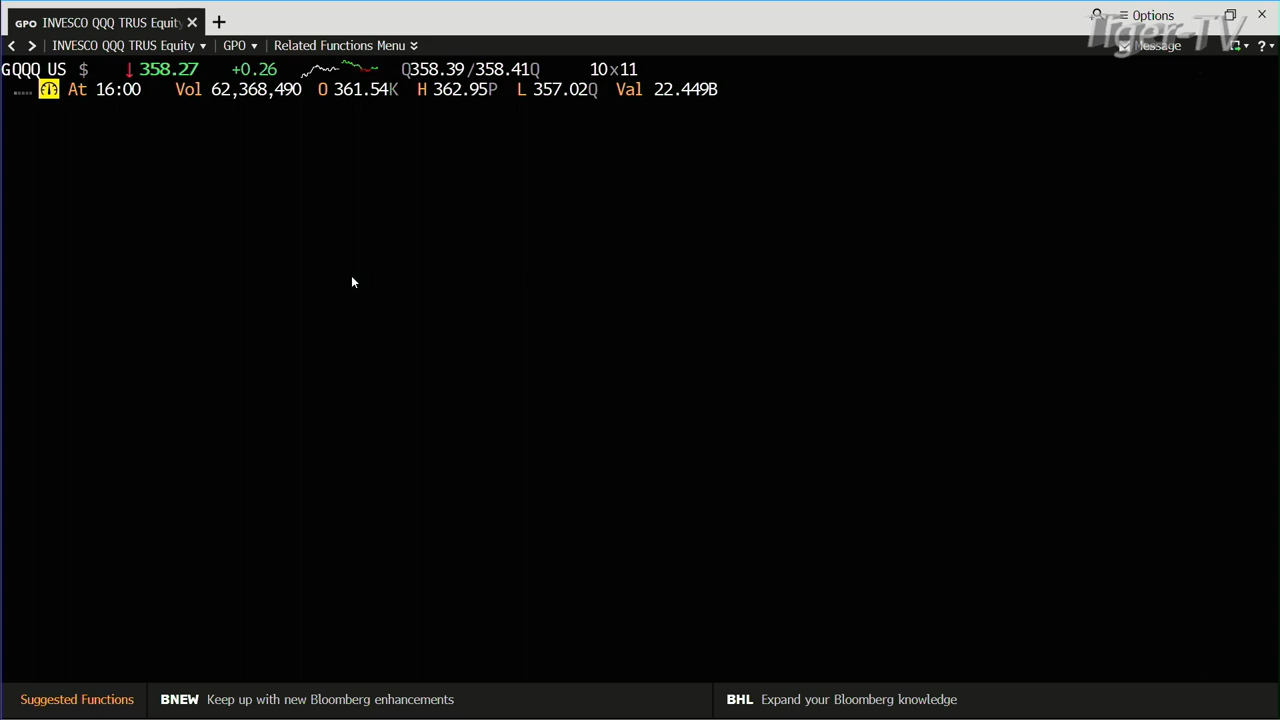 GPO INVESCO QQQ TRUS Equity × + Options
Tiger-TV
< > INVESCO QQQ TRUS Equity ▾ GPO ▾ Related Functions Menu Message ? ▾
GQQQ US $ ↓358.27 +0.26 Q358.39/358.41Q 10x11
At 16:00 Vol 62,368,490 O 361.54K H 362.95P L 357.02Q Val 22.449B
Suggested Functions BNEW Keep up with new Bloomberg enhancements BHL Expand your Bloomberg knowledge